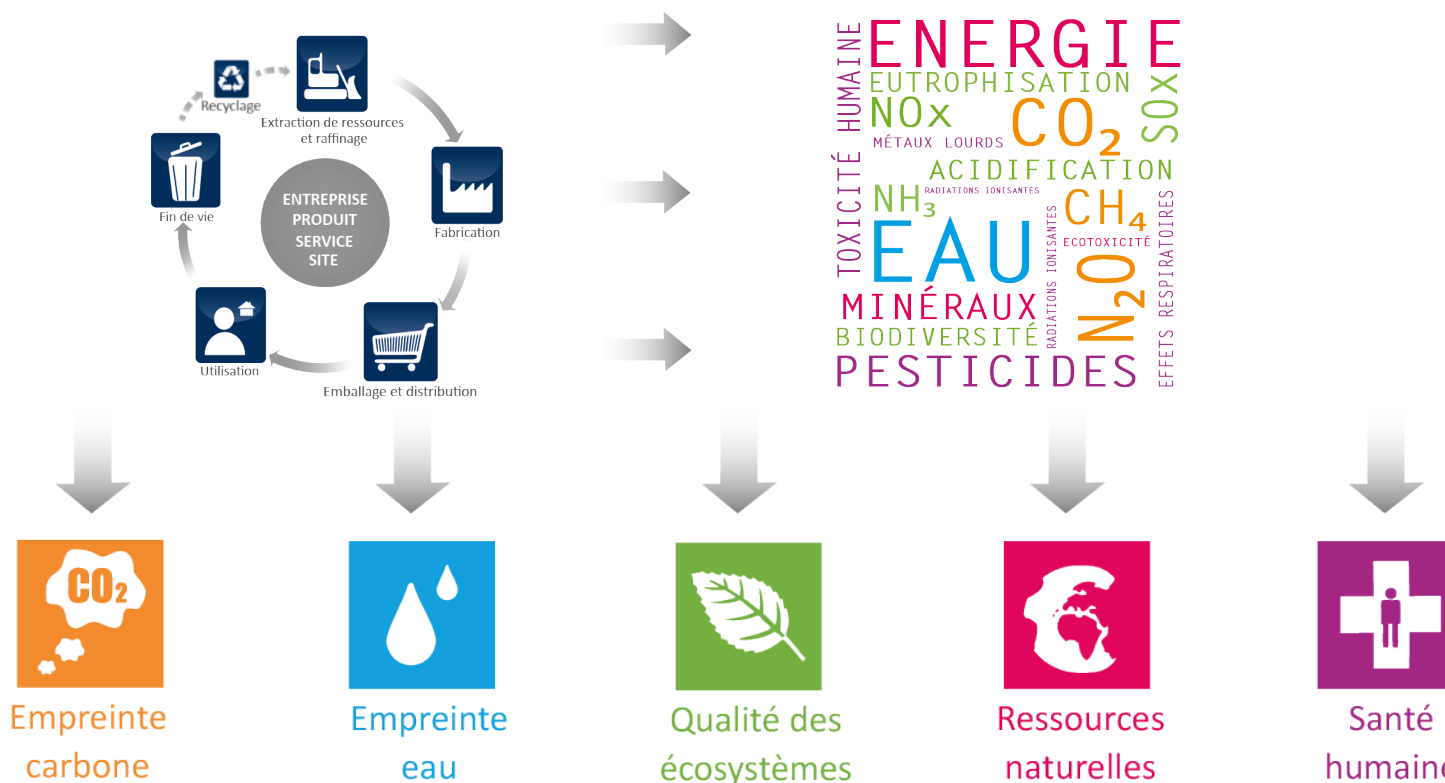 Recyclage
Extraction de ressources
et raffinage
Fin de vie
ENTREPRISE
PRODUIT
SERVICE
SITE
Fabrication
Utilisation
Emballage et distribution
TOXICITÉ HUMAINE
ENERGIE
EUTROPHISATION
NOx
CO₂
SOx
MÉTAUX LOURDS
ACIDIFICATION
RADIATIONS IONISANTES
NH₃
CH₄
EAU
RADIATIONS IONISANTES
ECOTOXICITÉ
N₂O
EFFETS RESPIRATOIRES
MINÉRAUX
BIODIVERSITÉ
PESTICIDES
CO₂
Empreinte
carbone
Empreinte
eau
Qualité des
écosystèmes
Ressources
naturelles
Santé
humaine